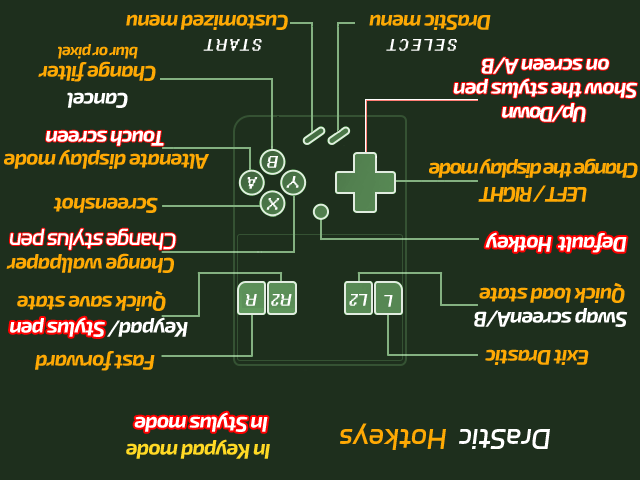 DraStic Hotkeys
In Keypad mode
In Stylus mode
Exit Drastic
Fast forward
Swap screenA/B
Quick load state
Keypad/Stylus pen
Quick save state
L
L2
R2
R
Default Hotkey
Change wallpaper
Change stylus pen
LEFT / RIGHT
Change the display mode
X
Y
A
B
Screenshot
Altenate display mode
Touch screen
Up/Down
Show the stylus pen
on screen A/B
Cancel
Change filter
blur or pixel
SELECT
START
DraStic menu
Customized menu